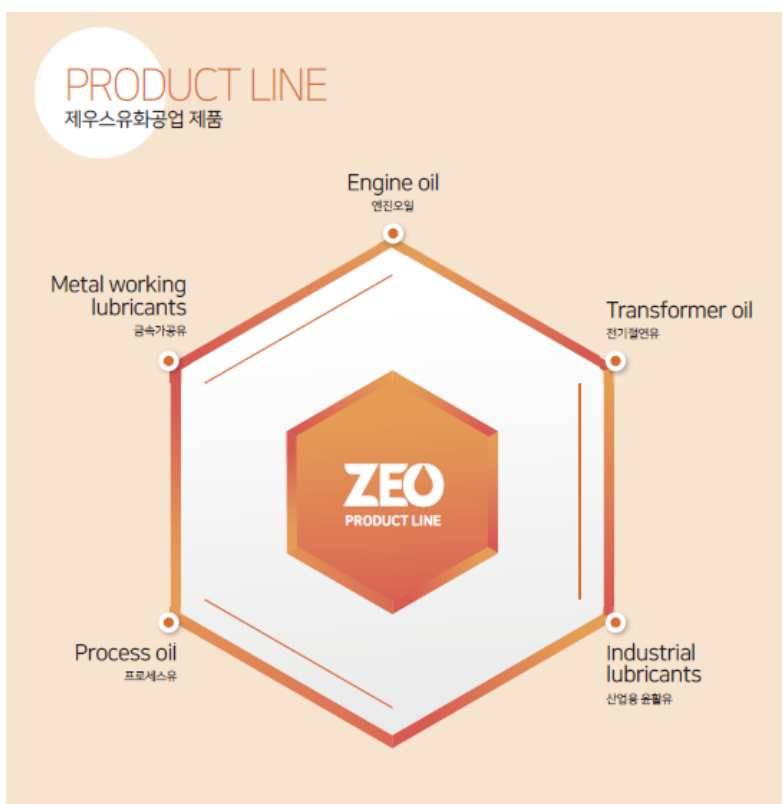 PRODUCT LINE
제우스유화공업 제품
Engine oil
엔진오일
Metal working
lubricants
금속가공유
Transformer oil
전기절연유
ZEO
PRODUCT LINE
Process oil
프로세스유
Industrial
lubricants
산업용 윤활유